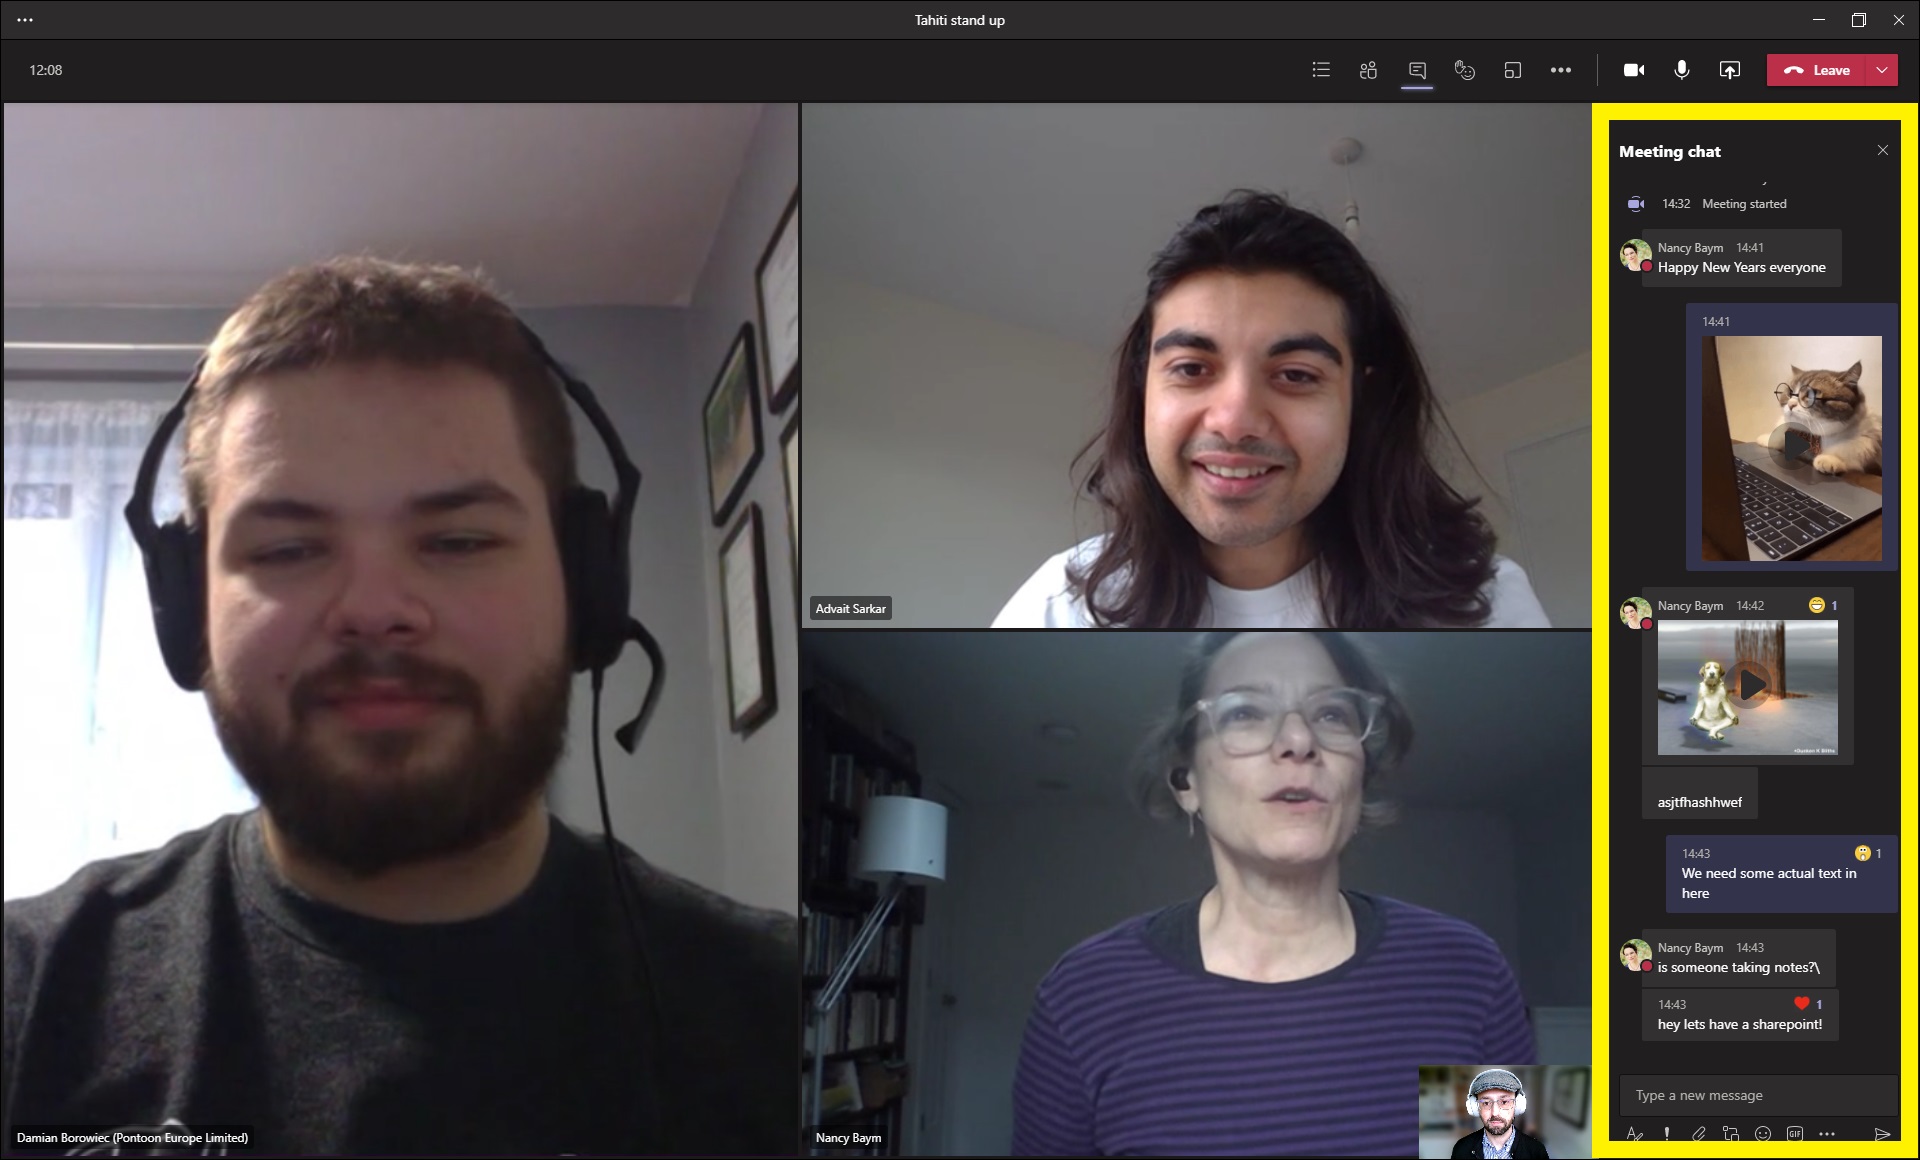 Tahiti stand up
12:08
Leave
Meeting chat
14:32 Meeting started
Nancy Baym 14:41
Happy New Years everyone
14:41
Nancy Baym 14:42 1
asjtfhashhwef
14:43 1
We need some actual text in
here
Nancy Baym 14:43
is someone taking notes?\
14:43 1
hey lets have a sharepoint!
Type a new message
GIF
Advait Sarkar
Damian Borowiec (Pontoon Europe Limited)
Nancy Baym